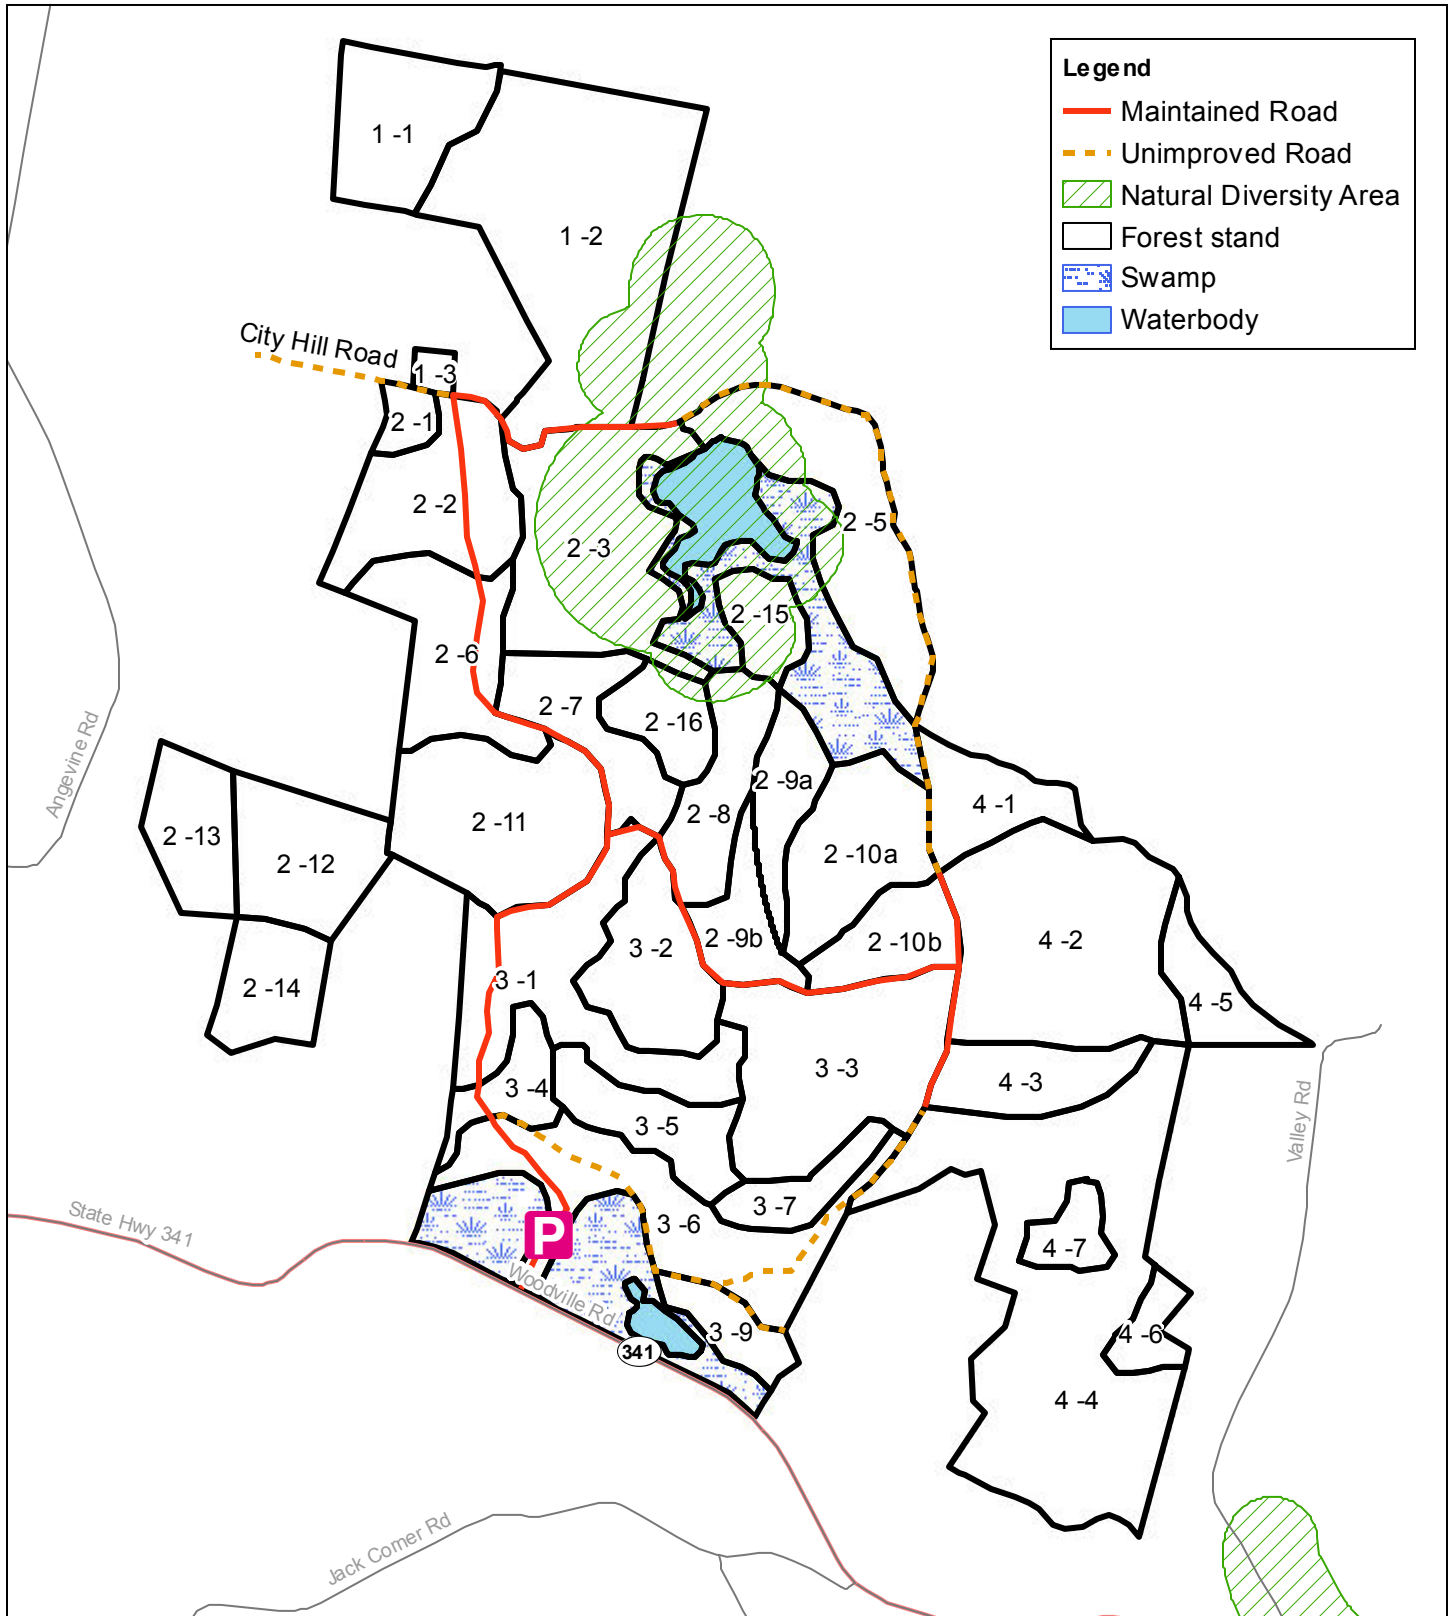 Legend
Maintained Road
Unimproved Road
Natural Diversity Area
Forest stand
Swamp
Waterbody
1 -1
1 -2
City Hill Road
1 -3
2 -1
2 -2
2 -3
2 -5
2 -15
2 -6
2 -7
2 -16
Angevine Rd
2 -9a
2 -8
4 -1
2 -13
2 -11
2 -12
2 -10a
2 -9b
2 -10b
4 -2
3 -2
3 -1
2 -14
4 -5
3 -3
4 -3
3 -4
3 -5
Valley Rd
3 -7
3 -6
State Hwy 341
P
4 -7
Woodville Rd
3 -9
4 -6
341
4 -4
Jack Corner Rd